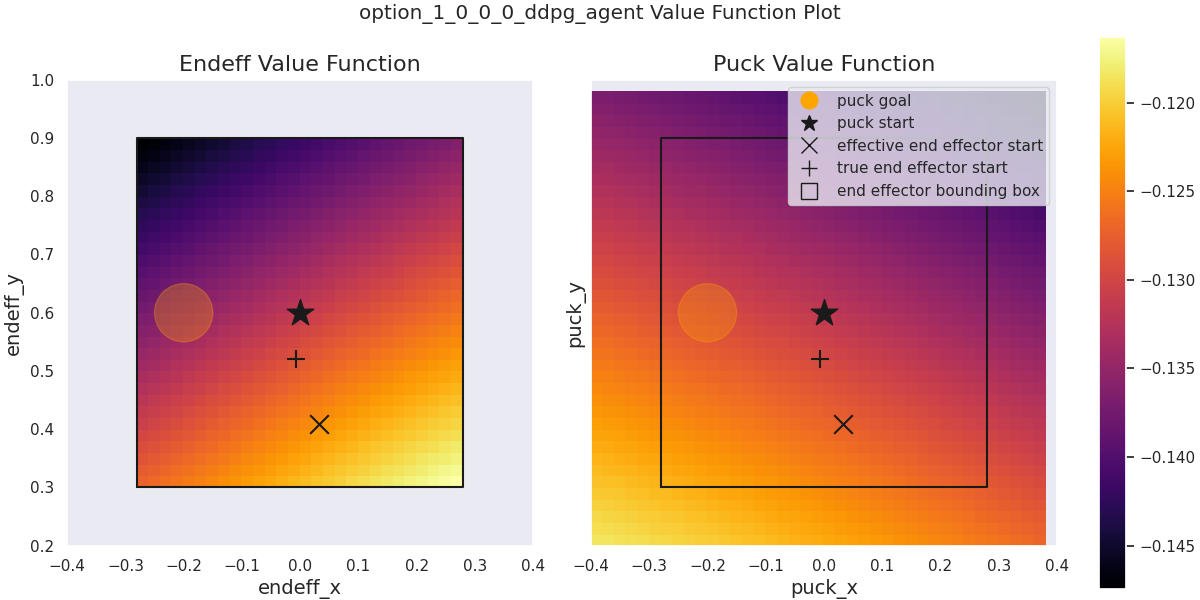 option_1_0_0_0_ddpg_agent Value Function Plot
Endeff Value Function
Puck Value Function
1.0
0.9
0.8
0.7
0.6
0.5
0.4
0.3
0.2
endeff_y
−0.4
−0.3
−0.2
−0.1
0.0
0.1
0.2
0.3
0.4
endeff_x
puck_y
puck goal
puck start
effective end effector start
true end effector start
end effector bounding box
−0.4
−0.3
−0.2
−0.1
0.0
0.1
0.2
0.3
0.4
puck_x
−0.120
−0.125
−0.130
−0.135
−0.140
−0.145